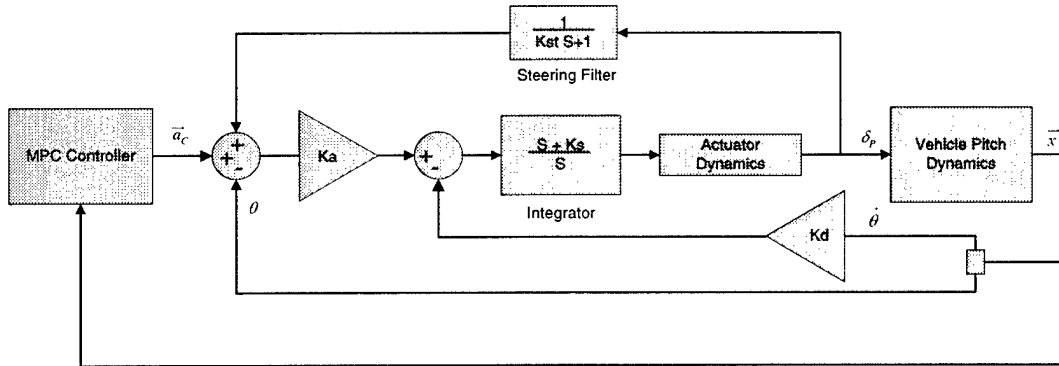 1
Kst S+1
Steering Filter
MPC Controller
a_c
+
+
-
θ
Ka
+
-
S + Ks
S
Integrator
Actuator
Dynamics
δ_P
Vehicle Pitch
Dynamics
x
Kd
θ̇